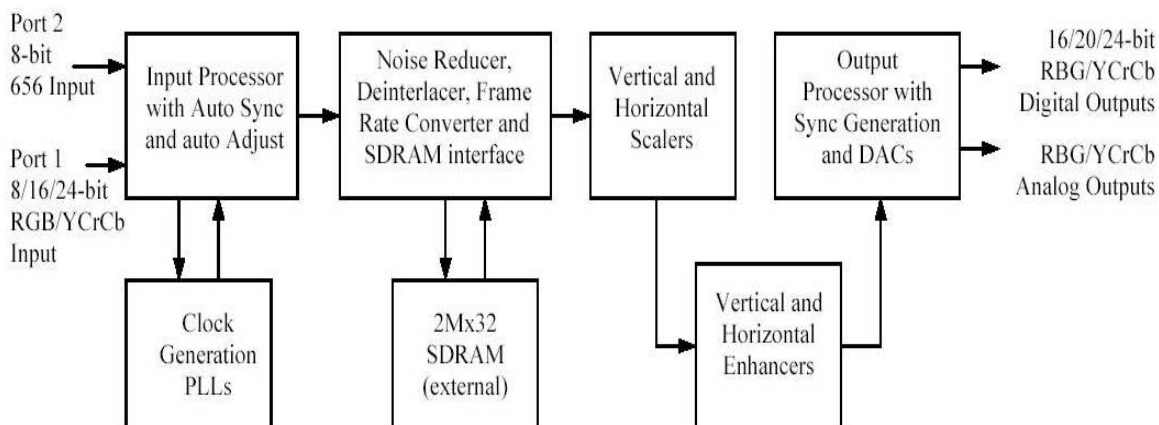 Port 2
8-bit
656 Input
Port 1
8/16/24-bit
RGB/YCrCb
Input
Input Processor
with Auto Sync
and auto Adjust
Clock
Generation
PLLs
Noise Reducer,
Deinterlacer, Frame
Rate Converter and
SDRAM interface
2Mx32
SDRAM
(external)
Vertical and
Horizontal
Scalers
Vertical and
Horizontal
Enhancers
Output
Processor with
Sync Generation
and DACs
16/20/24-bit
RBG/YCrCb
Digital Outputs
RBG/YCrCb
Analog Outputs